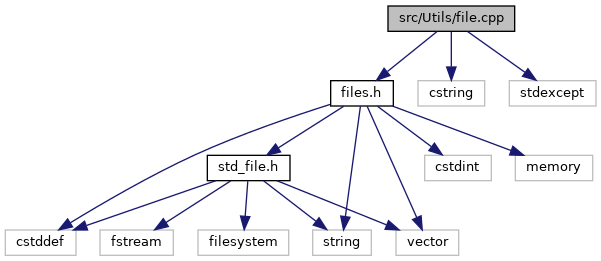 src/Utils/file.cpp
files.h
cstring
stdexcept
std_file.h
cstdint
memory
cstddef
fstream
filesystem
string
vector